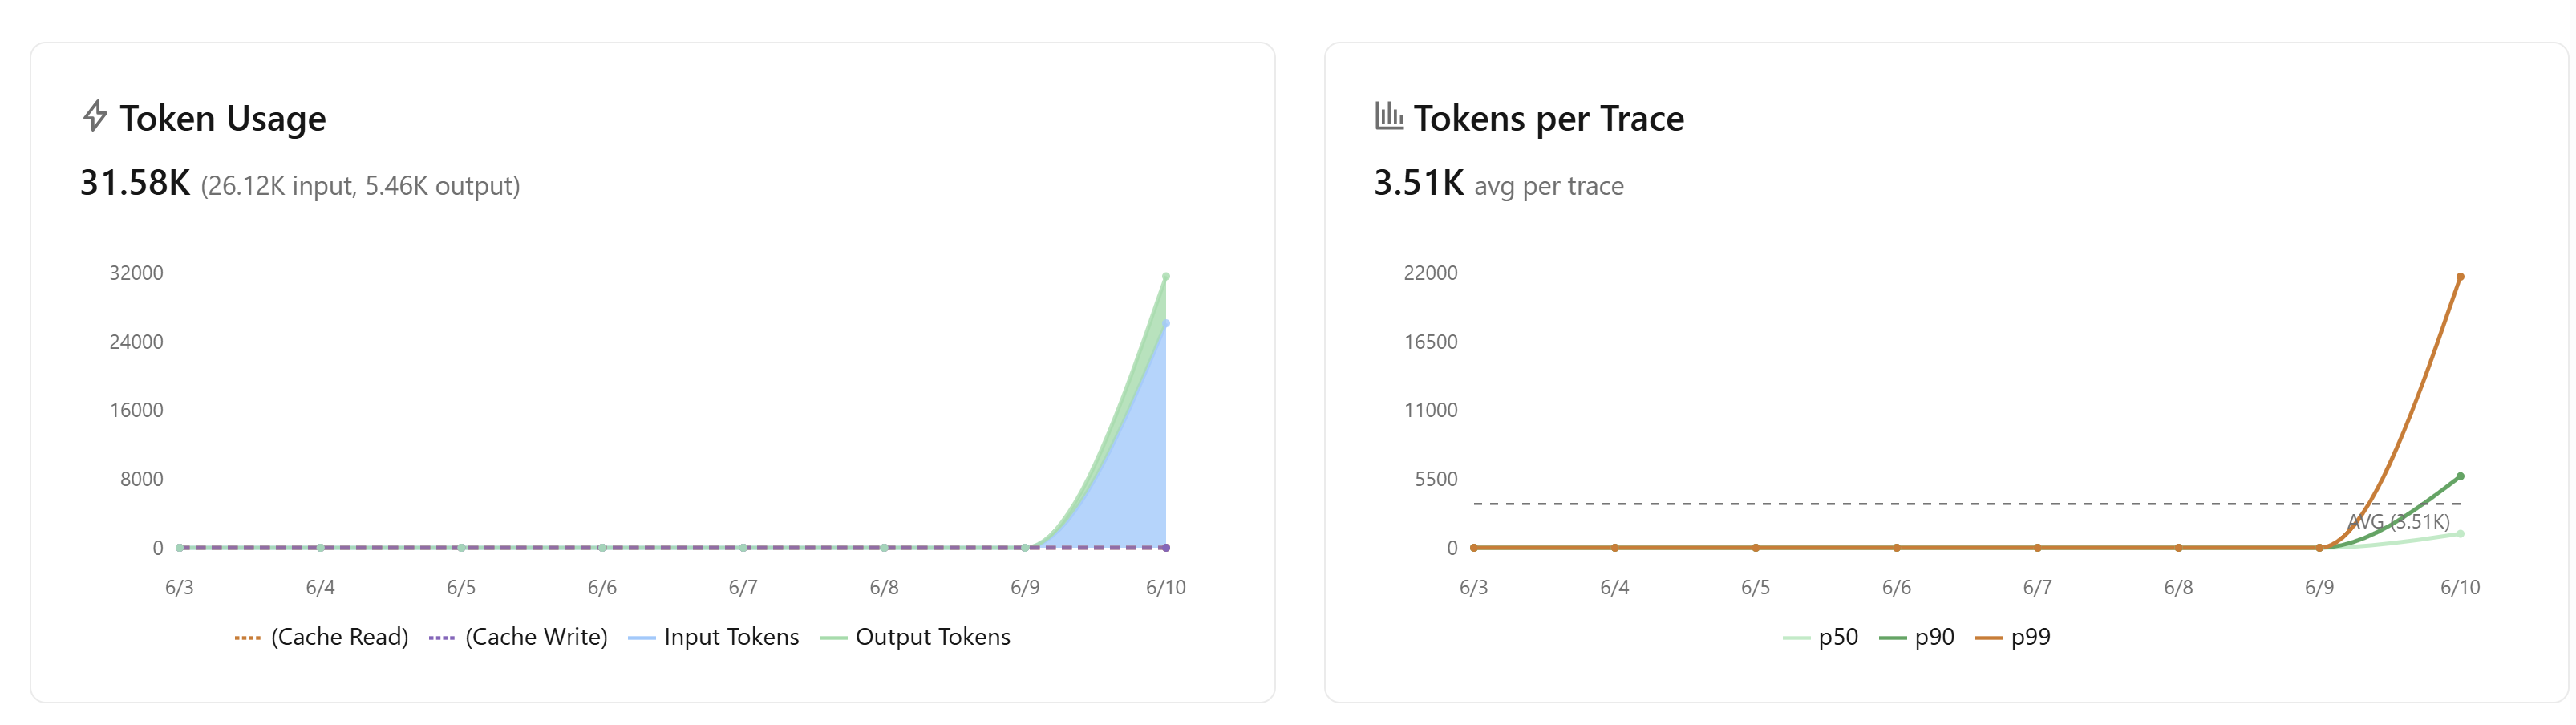 Token Usage
31.58K (26.12K input, 5.46K output)
32000
24000
16000
8000
0
6/3 6/4 6/5 6/6 6/7 6/8 6/9 6/10
(Cache Read) (Cache Write) Input Tokens Output Tokens
Tokens per Trace
3.51K avg per trace
22000
16500
11000
5500
AVG (3.51K)
0
6/3 6/4 6/5 6/6 6/7 6/8 6/9 6/10
p50 p90 p99